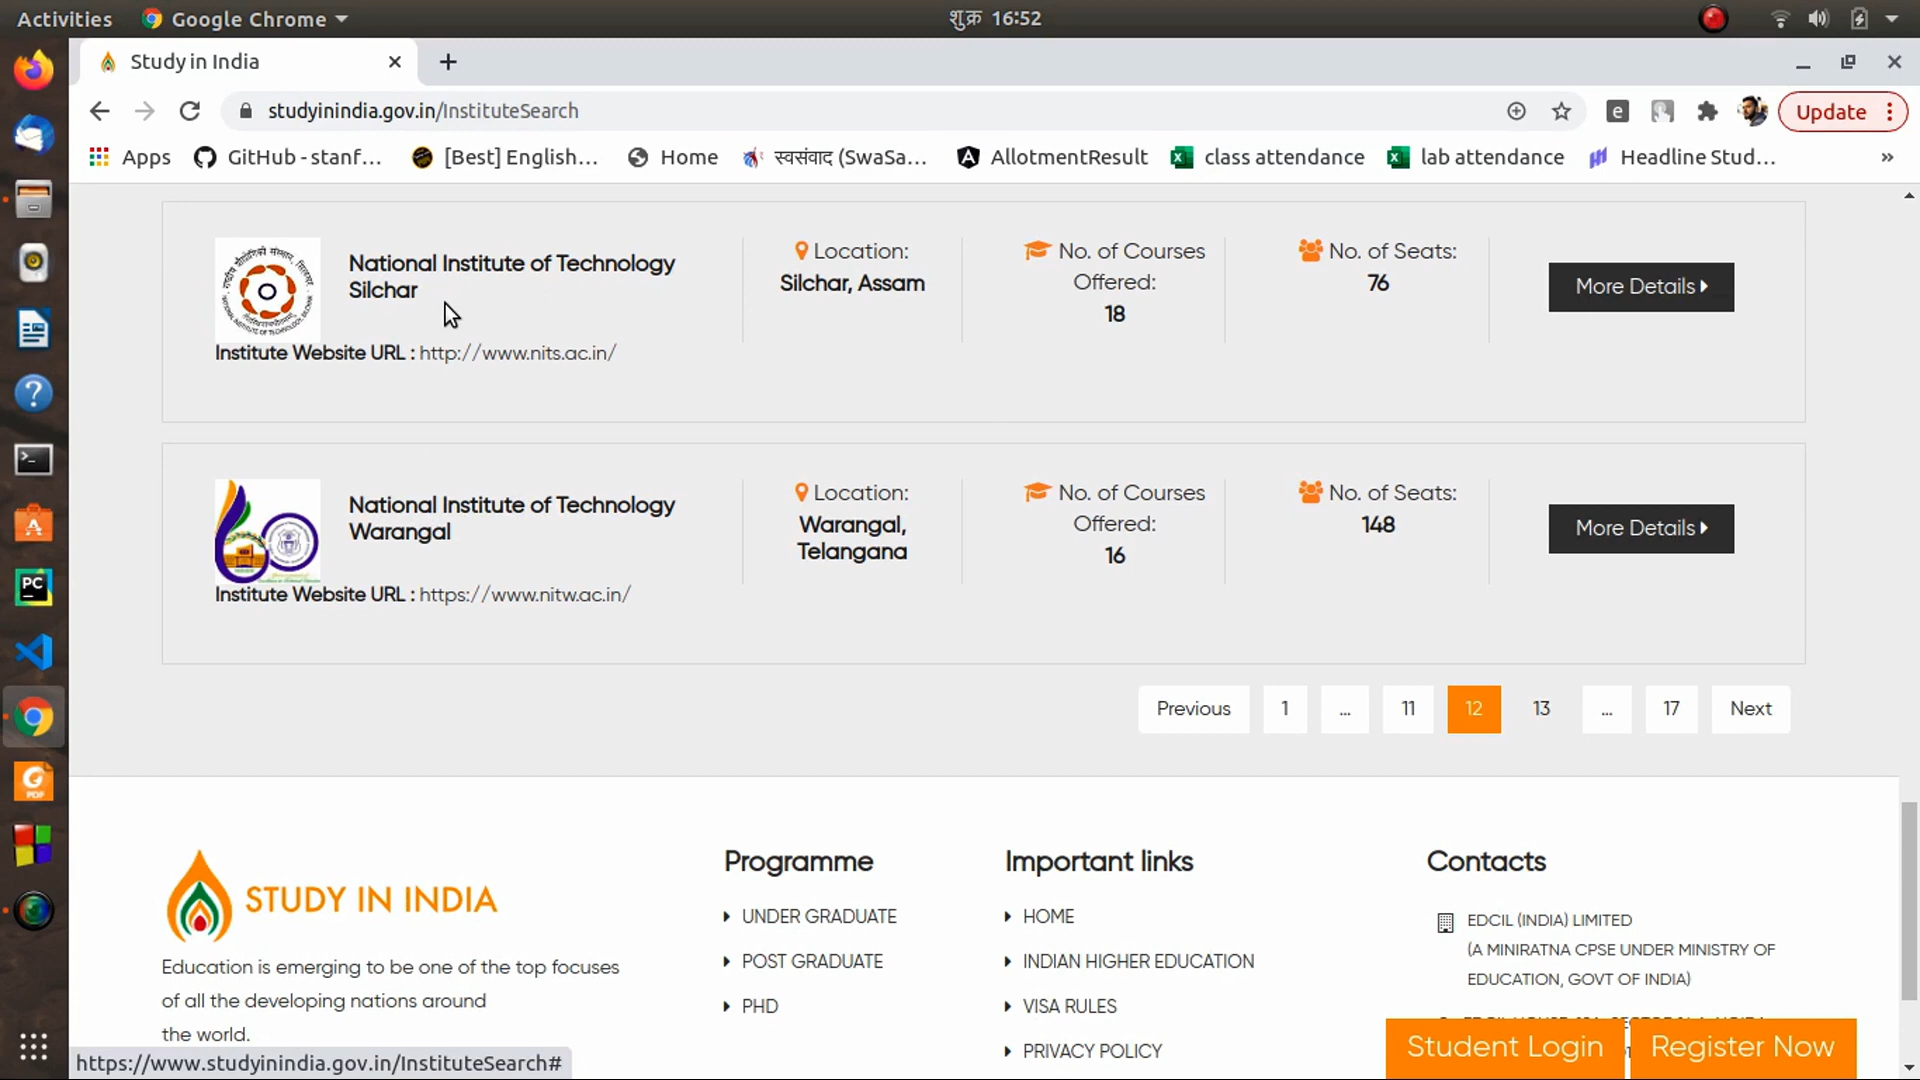 Activities
Google Chrome
शुक्र 16:52
Study in India
studyinindia.gov.in/InstituteSearch
Update
Apps
GitHub - stanf...
[Best] English...
Home
स्वसंवाद (SwaSa...
AllotmentResult
class attendance
lab attendance
Headline Stud...
»
National Institute of Technology
Silchar
Institute Website URL : http://www.nits.ac.in/
Location:
Silchar, Assam
No. of Courses
Offered:
18
No. of Seats:
76
More Details
National Institute of Technology
Warangal
Institute Website URL : https://www.nitw.ac.in/
Location:
Warangal,
Telangana
No. of Courses
Offered:
16
No. of Seats:
148
More Details
Previous 1 ... 11 12 13 ... 17 Next
STUDY IN INDIA
Education is emerging to be one of the top focuses
of all the developing nations around
the world.
Programme
UNDER GRADUATE
POST GRADUATE
PHD
Important links
HOME
INDIAN HIGHER EDUCATION
VISA RULES
PRIVACY POLICY
Contacts
EDCIL (INDIA) LIMITED
(A MINIRATNA CPSE UNDER MINISTRY OF
EDUCATION, GOVT OF INDIA)
Student Login
Register Now
https://www.studyinindia.gov.in/InstituteSearch#
PC
PDF